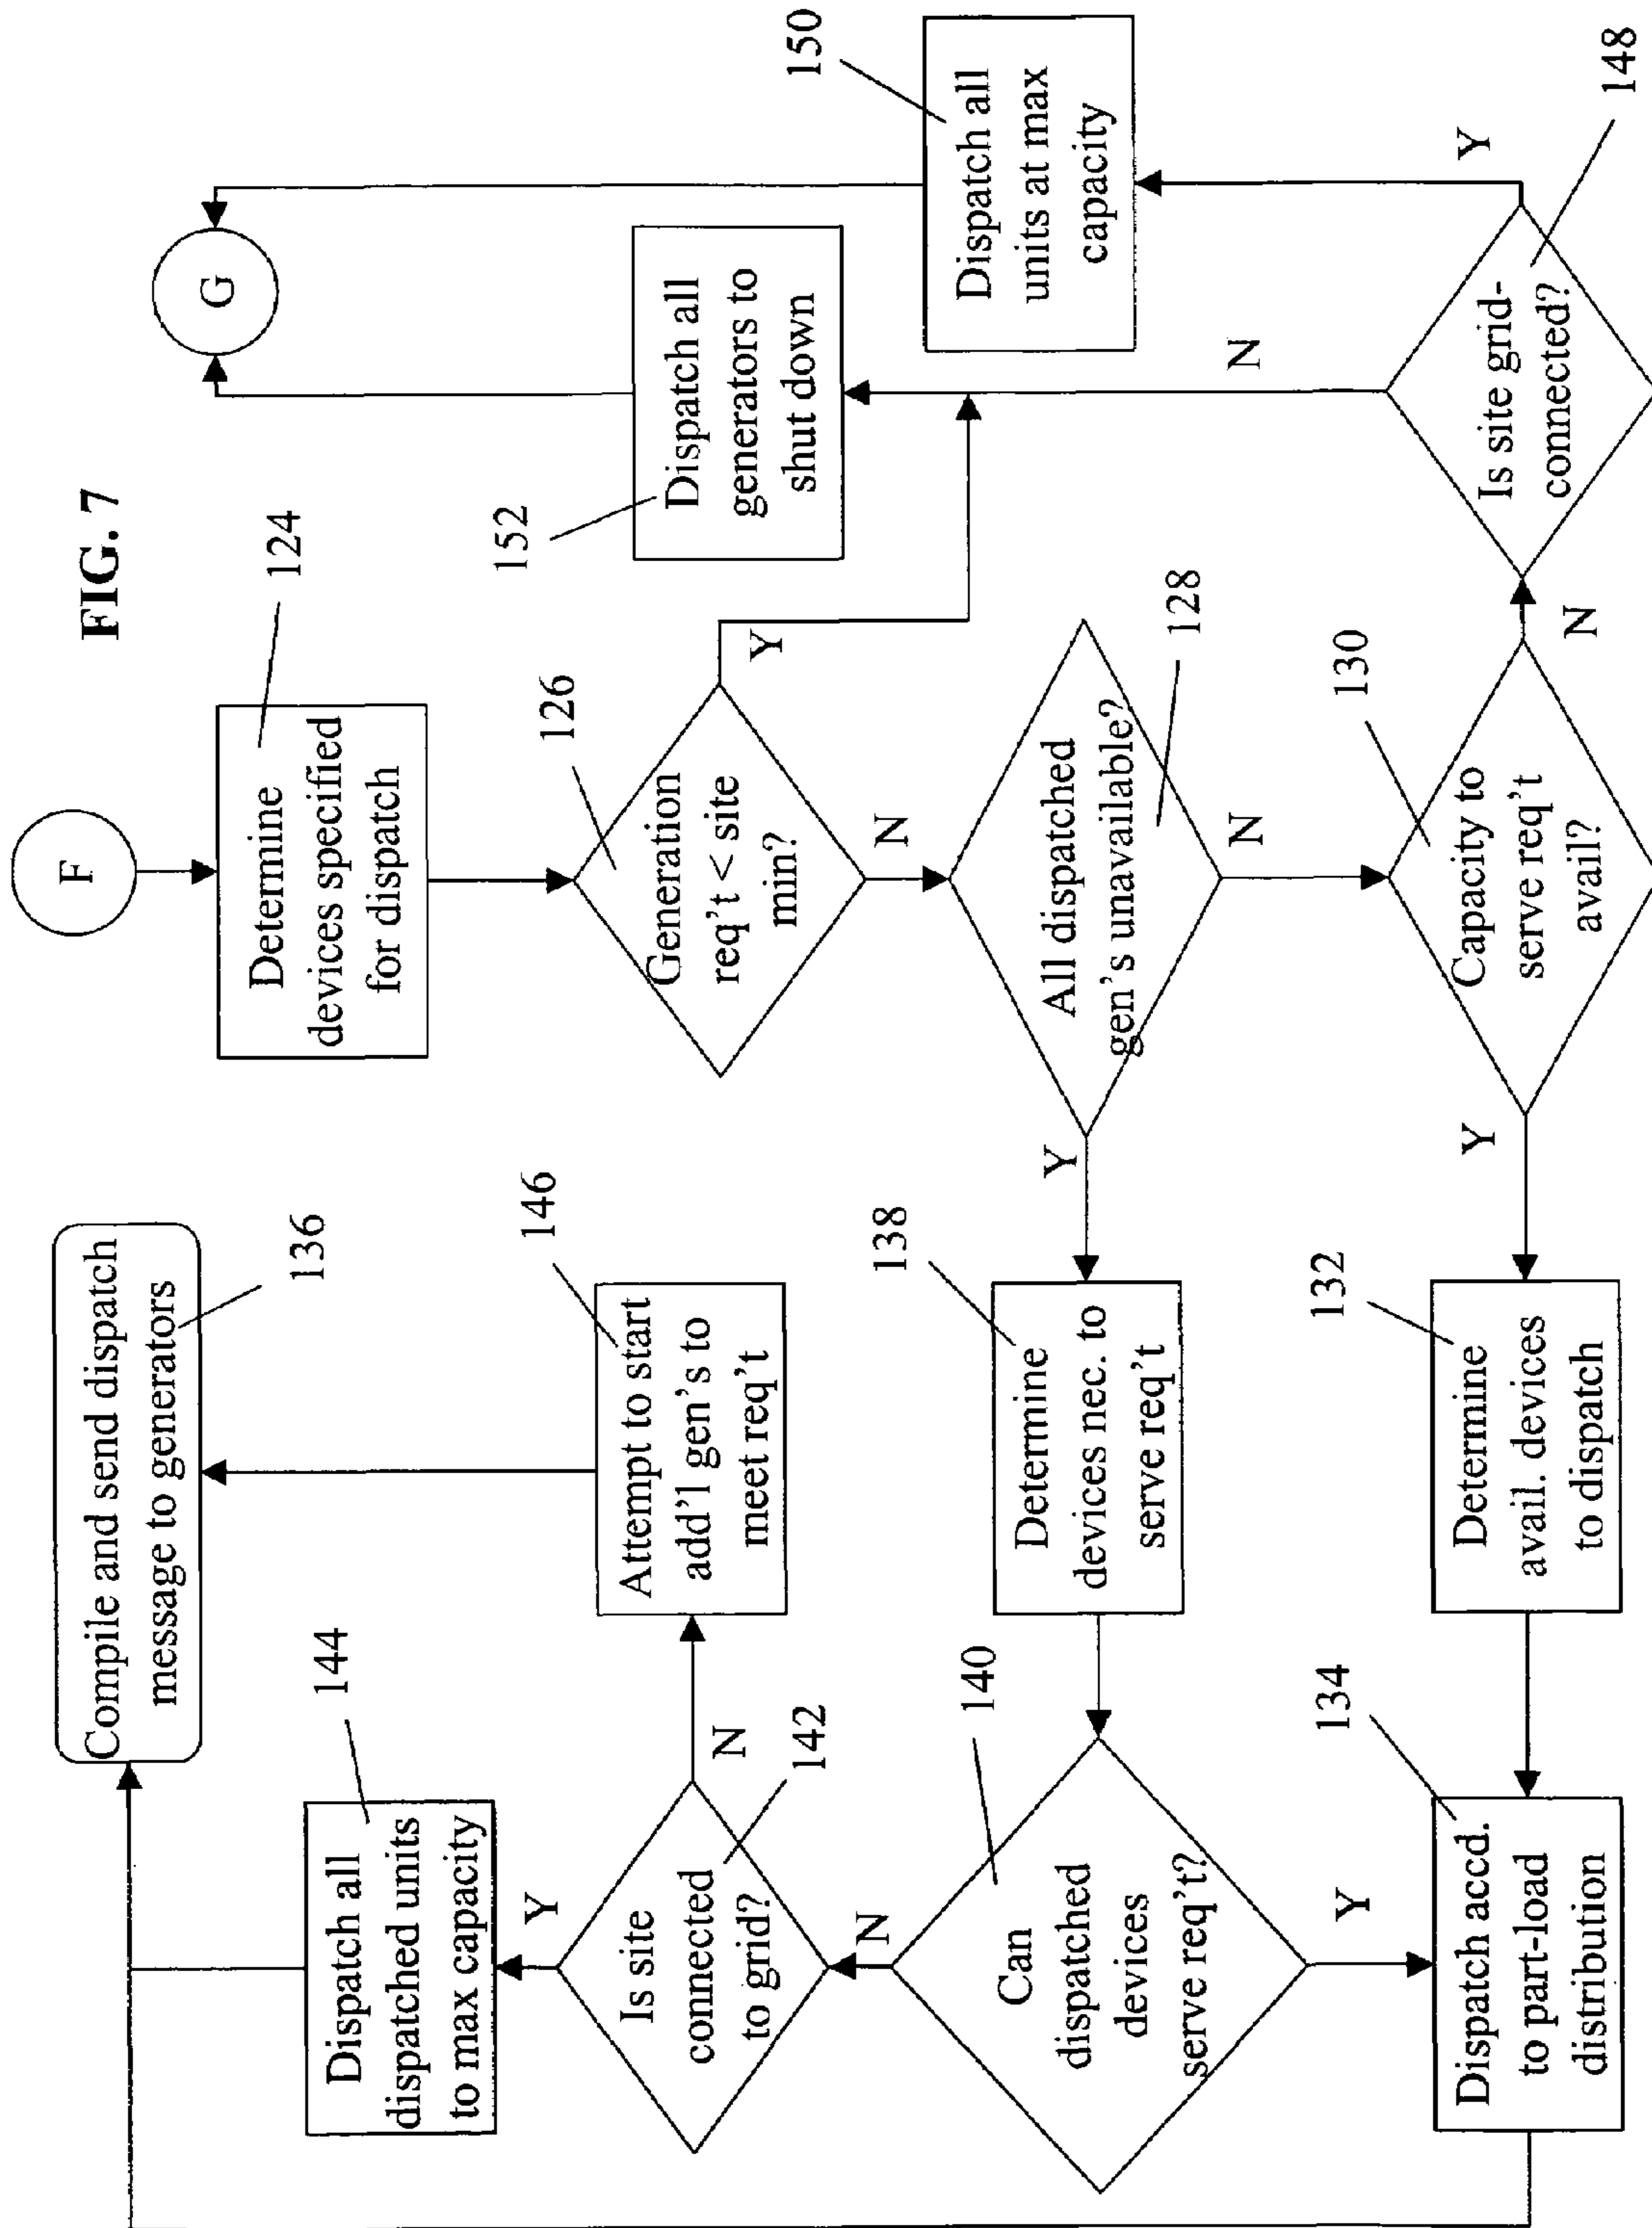 FIG. 7
F
Determine
devices specified
for dispatch
124
Generation
req't < site
min?
126
Y
N
All dispatched
gen's unavailable?
128
Y
N
Capacity to
serve req't
avail?
130
Y
N
Determine
avail. devices
to dispatch
132
Dispatch accd.
to part-load
distribution
134
Compile and send dispatch
message to generators
136
Determine
devices nec. to
serve req't
138
Can
dispatched
devices
serve req't?
140
Y
N
Is site
connected
to grid?
142
Y
N
Dispatch all
dispatched units
to max capacity
144
Attempt to start
add'l gen's to
meet req't
146
Is site grid-
connected?
148
Y
N
Dispatch all
units at max
capacity
150
Dispatch all
generators to
shut down
152
G